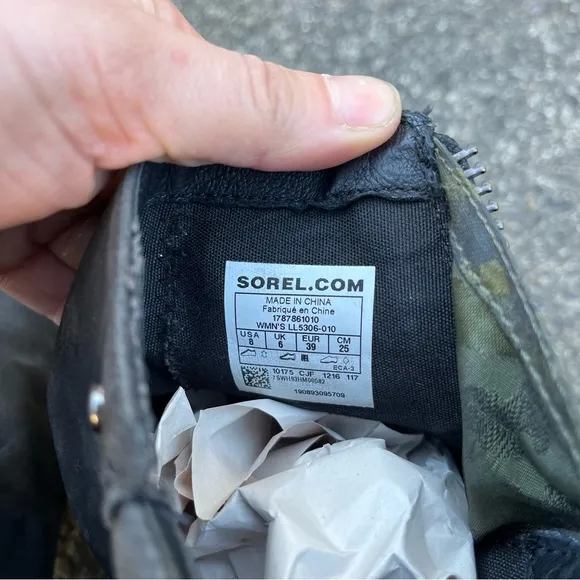 SOREL.COM
MADE IN CHINA
Fabriqué en Chine
1787861010
WMN'S LL5306-010
USA UK EUR CM
8 6 39 25
ECA-3
10175 CJF 1216 117
190893095709